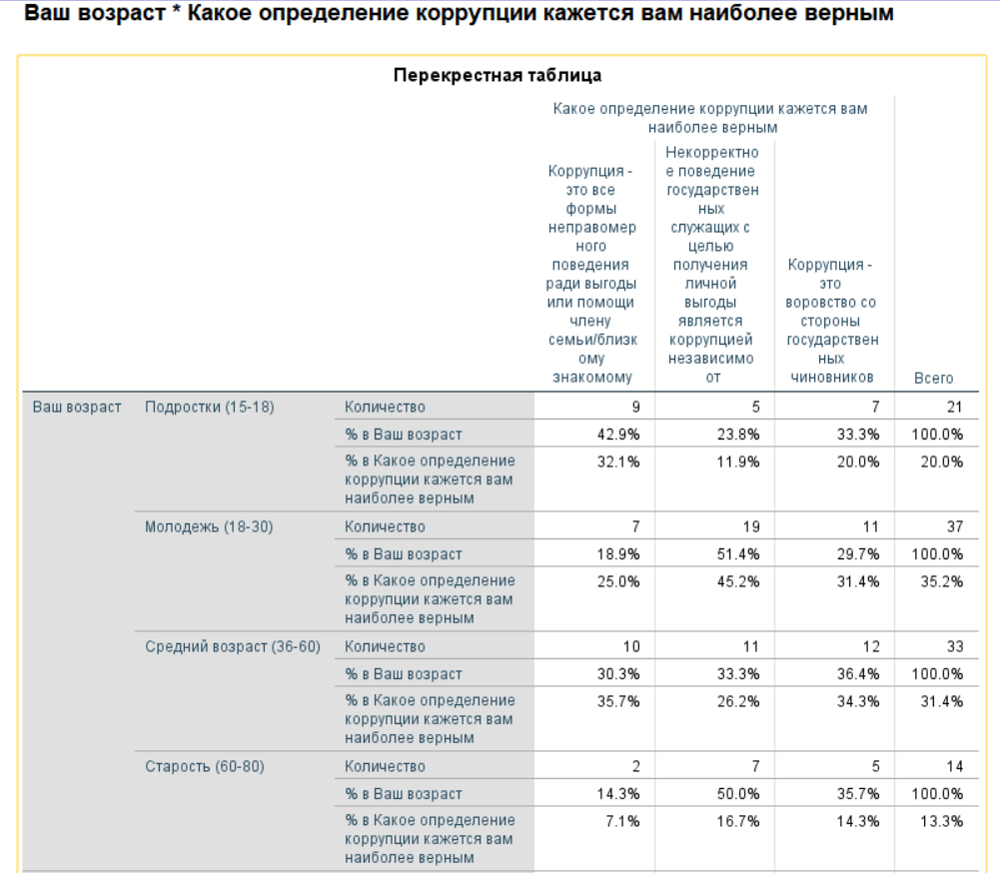 Ваш возраст * Какое определение коррупции кажется вам наиболее верным
Перекрестная таблица
Какое определение коррупции кажется вам
наиболее верным
Коррупция -
это все
формы
неправомер
ного
поведения
ради выгоды
или помощи
члену
семьи/близк
ому
знакомому
Некорректно
е поведение
государствен
ных
служащих с
целью
получения
личной
выгоды
является
коррупцией
независимо
от
Коррупция -
это
воровство со
стороны
государствен
ных
чиновников
Всего
Ваш возраст Подростки (15-18) Количество 9 5 7 21
% в Ваш возраст 42.9% 23.8% 33.3% 100.0%
% в Какое определение 32.1% 11.9% 20.0% 20.0%
коррупции кажется вам
наиболее верным
Молодежь (18-30) Количество 7 19 11 37
% в Ваш возраст 18.9% 51.4% 29.7% 100.0%
% в Какое определение 25.0% 45.2% 31.4% 35.2%
коррупции кажется вам
наиболее верным
Средний возраст (36-60) Количество 10 11 12 33
% в Ваш возраст 30.3% 33.3% 36.4% 100.0%
% в Какое определение 35.7% 26.2% 34.3% 31.4%
коррупции кажется вам
наиболее верным
Старость (60-80) Количество 2 7 5 14
% в Ваш возраст 14.3% 50.0% 35.7% 100.0%
% в Какое определение 7.1% 16.7% 14.3% 13.3%
коррупции кажется вам
наиболее верным